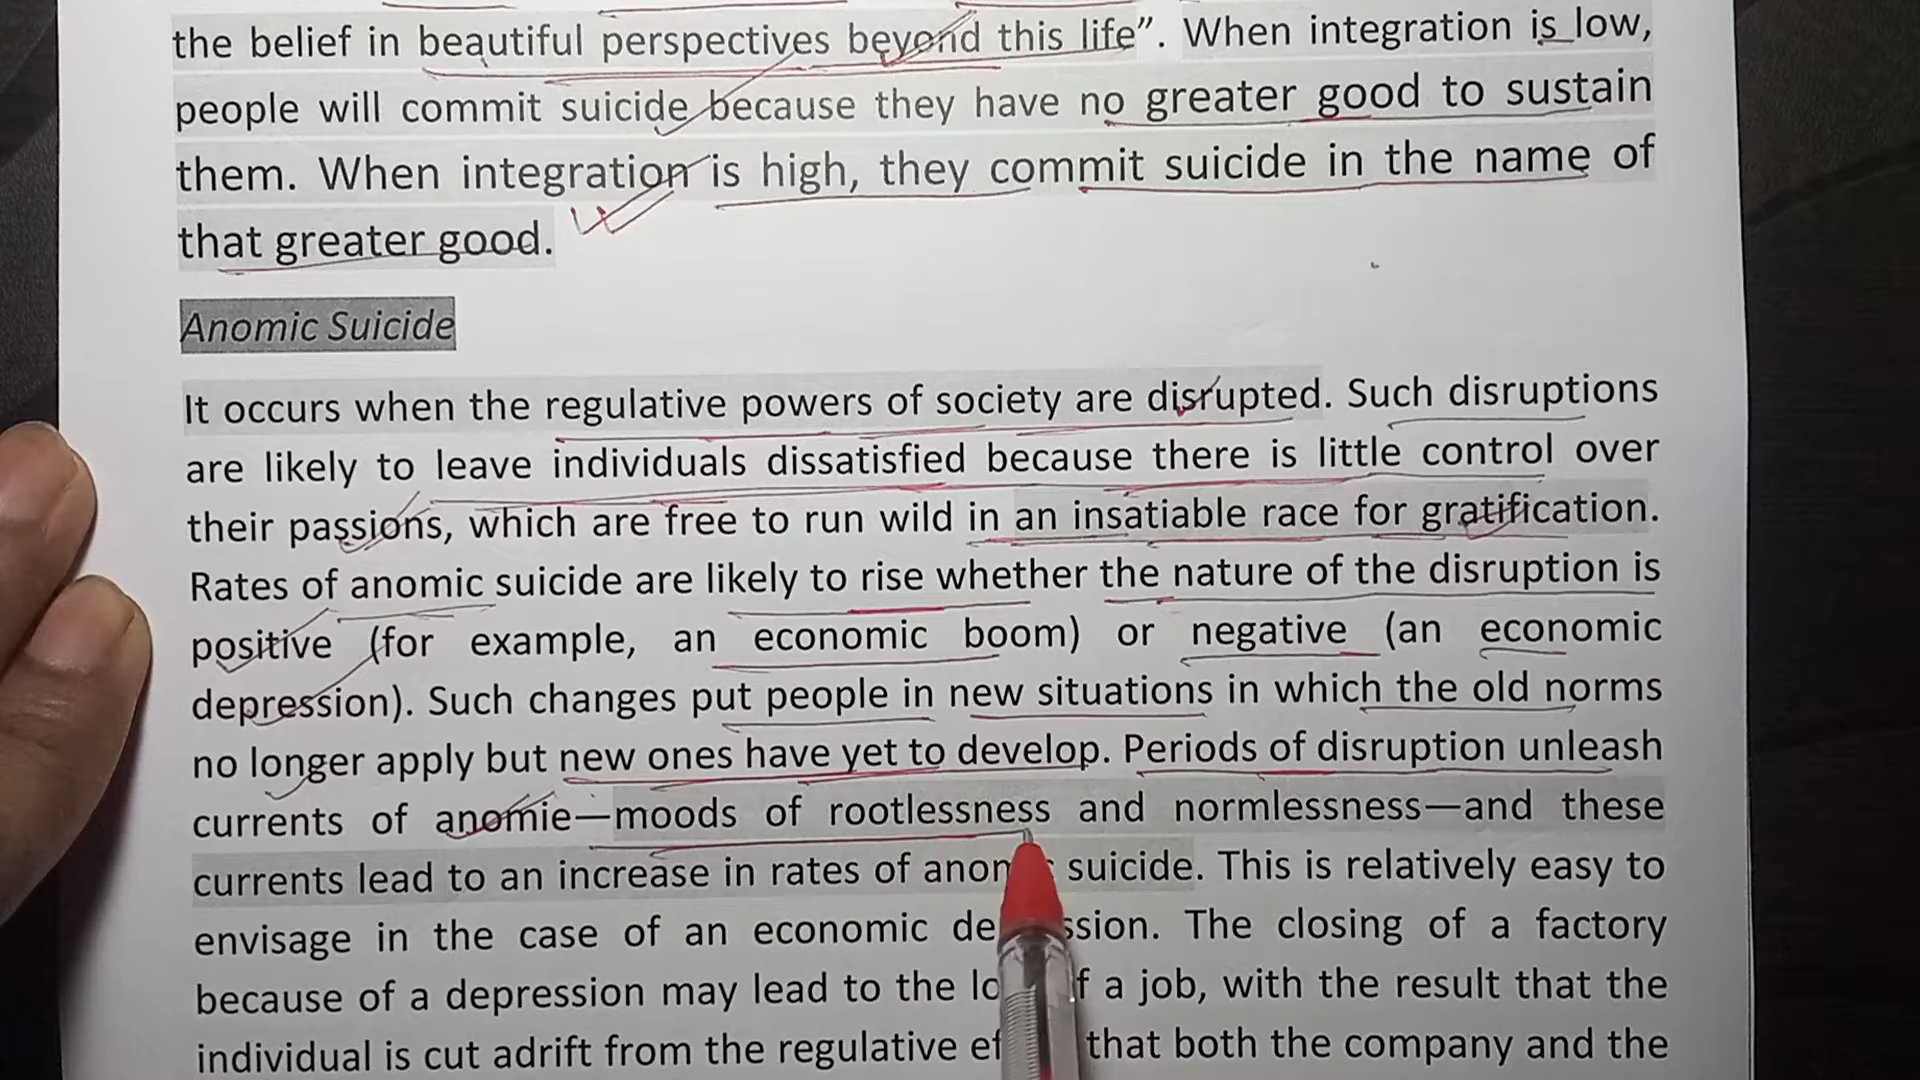 the belief in beautiful perspectives beyond this life”. When integration is low,
people will commit suicide because they have no greater good to sustain
them. When integration is high, they commit suicide in the name of
that greater good.
Anomic Suicide
It occurs when the regulative powers of society are disrupted. Such disruptions
are likely to leave individuals dissatisfied because there is little control over
their passions, which are free to run wild in an insatiable race for gratification.
Rates of anomic suicide are likely to rise whether the nature of the disruption is
positive (for example, an economic boom) or negative (an economic
depression). Such changes put people in new situations in which the old norms
no longer apply but new ones have yet to develop. Periods of disruption unleash
currents of anomie—moods of rootlessness and normlessness—and these
currents lead to an increase in rates of suicide. This is relatively easy to
envisage in the case of an economic The closing of a factory
because of a depression may lead to the a job, with the result that the
individual is cut adrift from the regulative that both the company and the